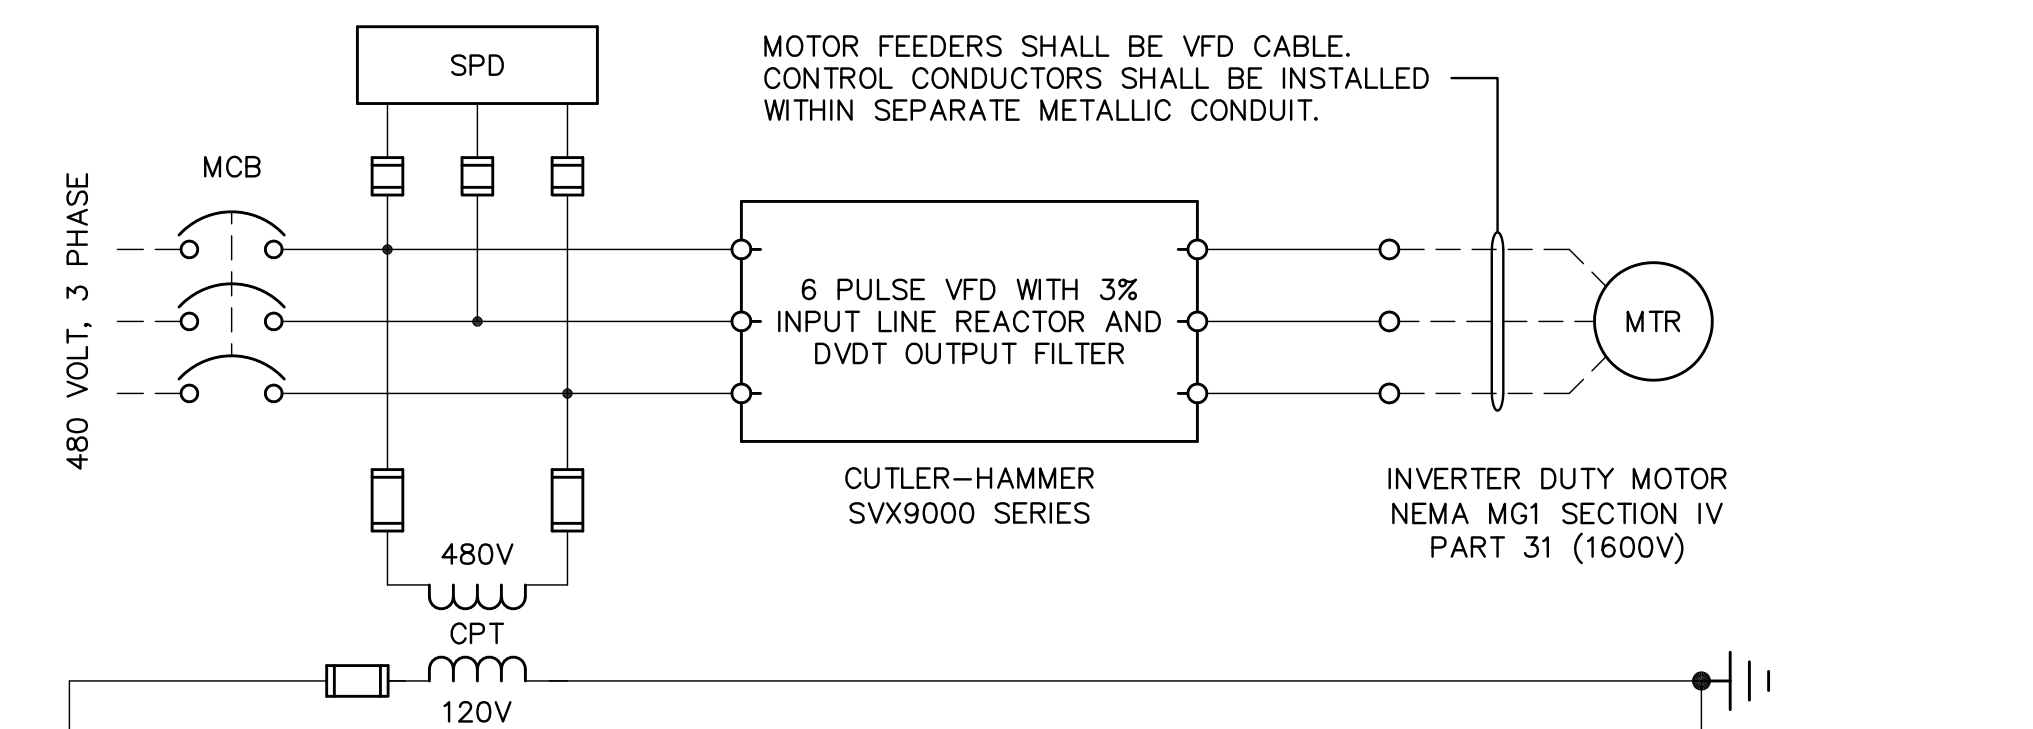 SPD
MOTOR FEEDERS SHALL BE VFD CABLE.
CONTROL CONDUCTORS SHALL BE INSTALLED
WITHIN SEPARATE METALLIC CONDUIT.
MCB
480 VOLT, 3 PHASE
6 PULSE VFD WITH 3%
INPUT LINE REACTOR AND
DVDT OUTPUT FILTER
MTR
CUTLER-HAMMER
SVX9000 SERIES
INVERTER DUTY MOTOR
NEMA MG1 SECTION IV
PART 31 (1600V)
480V
CPT
120V